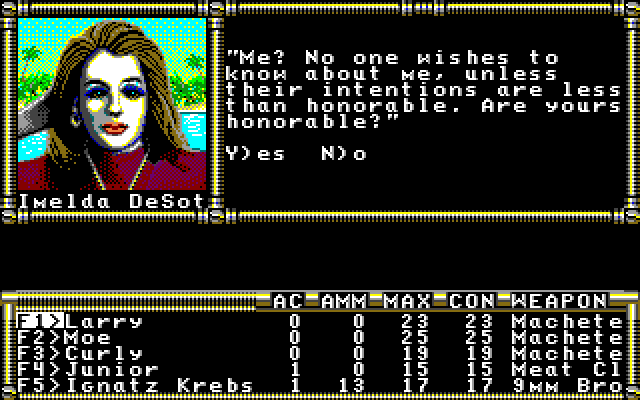 "Me? No one wishes to
know about me, unless
their intentions are less
than honorable. Are yours
honorable?"
Y)es N)o
Imelda DeSot
AC AMM MAX CON WEAPON
F1>Larry 0 0 23 23 Machete
F2>Moe 0 0 25 25 Machete
F3>Curly 0 0 19 19 Machete
F4>Junior 1 0 15 15 Meat Cl
F5>Ignatz Krebs 1 13 17 17 9mm Bro